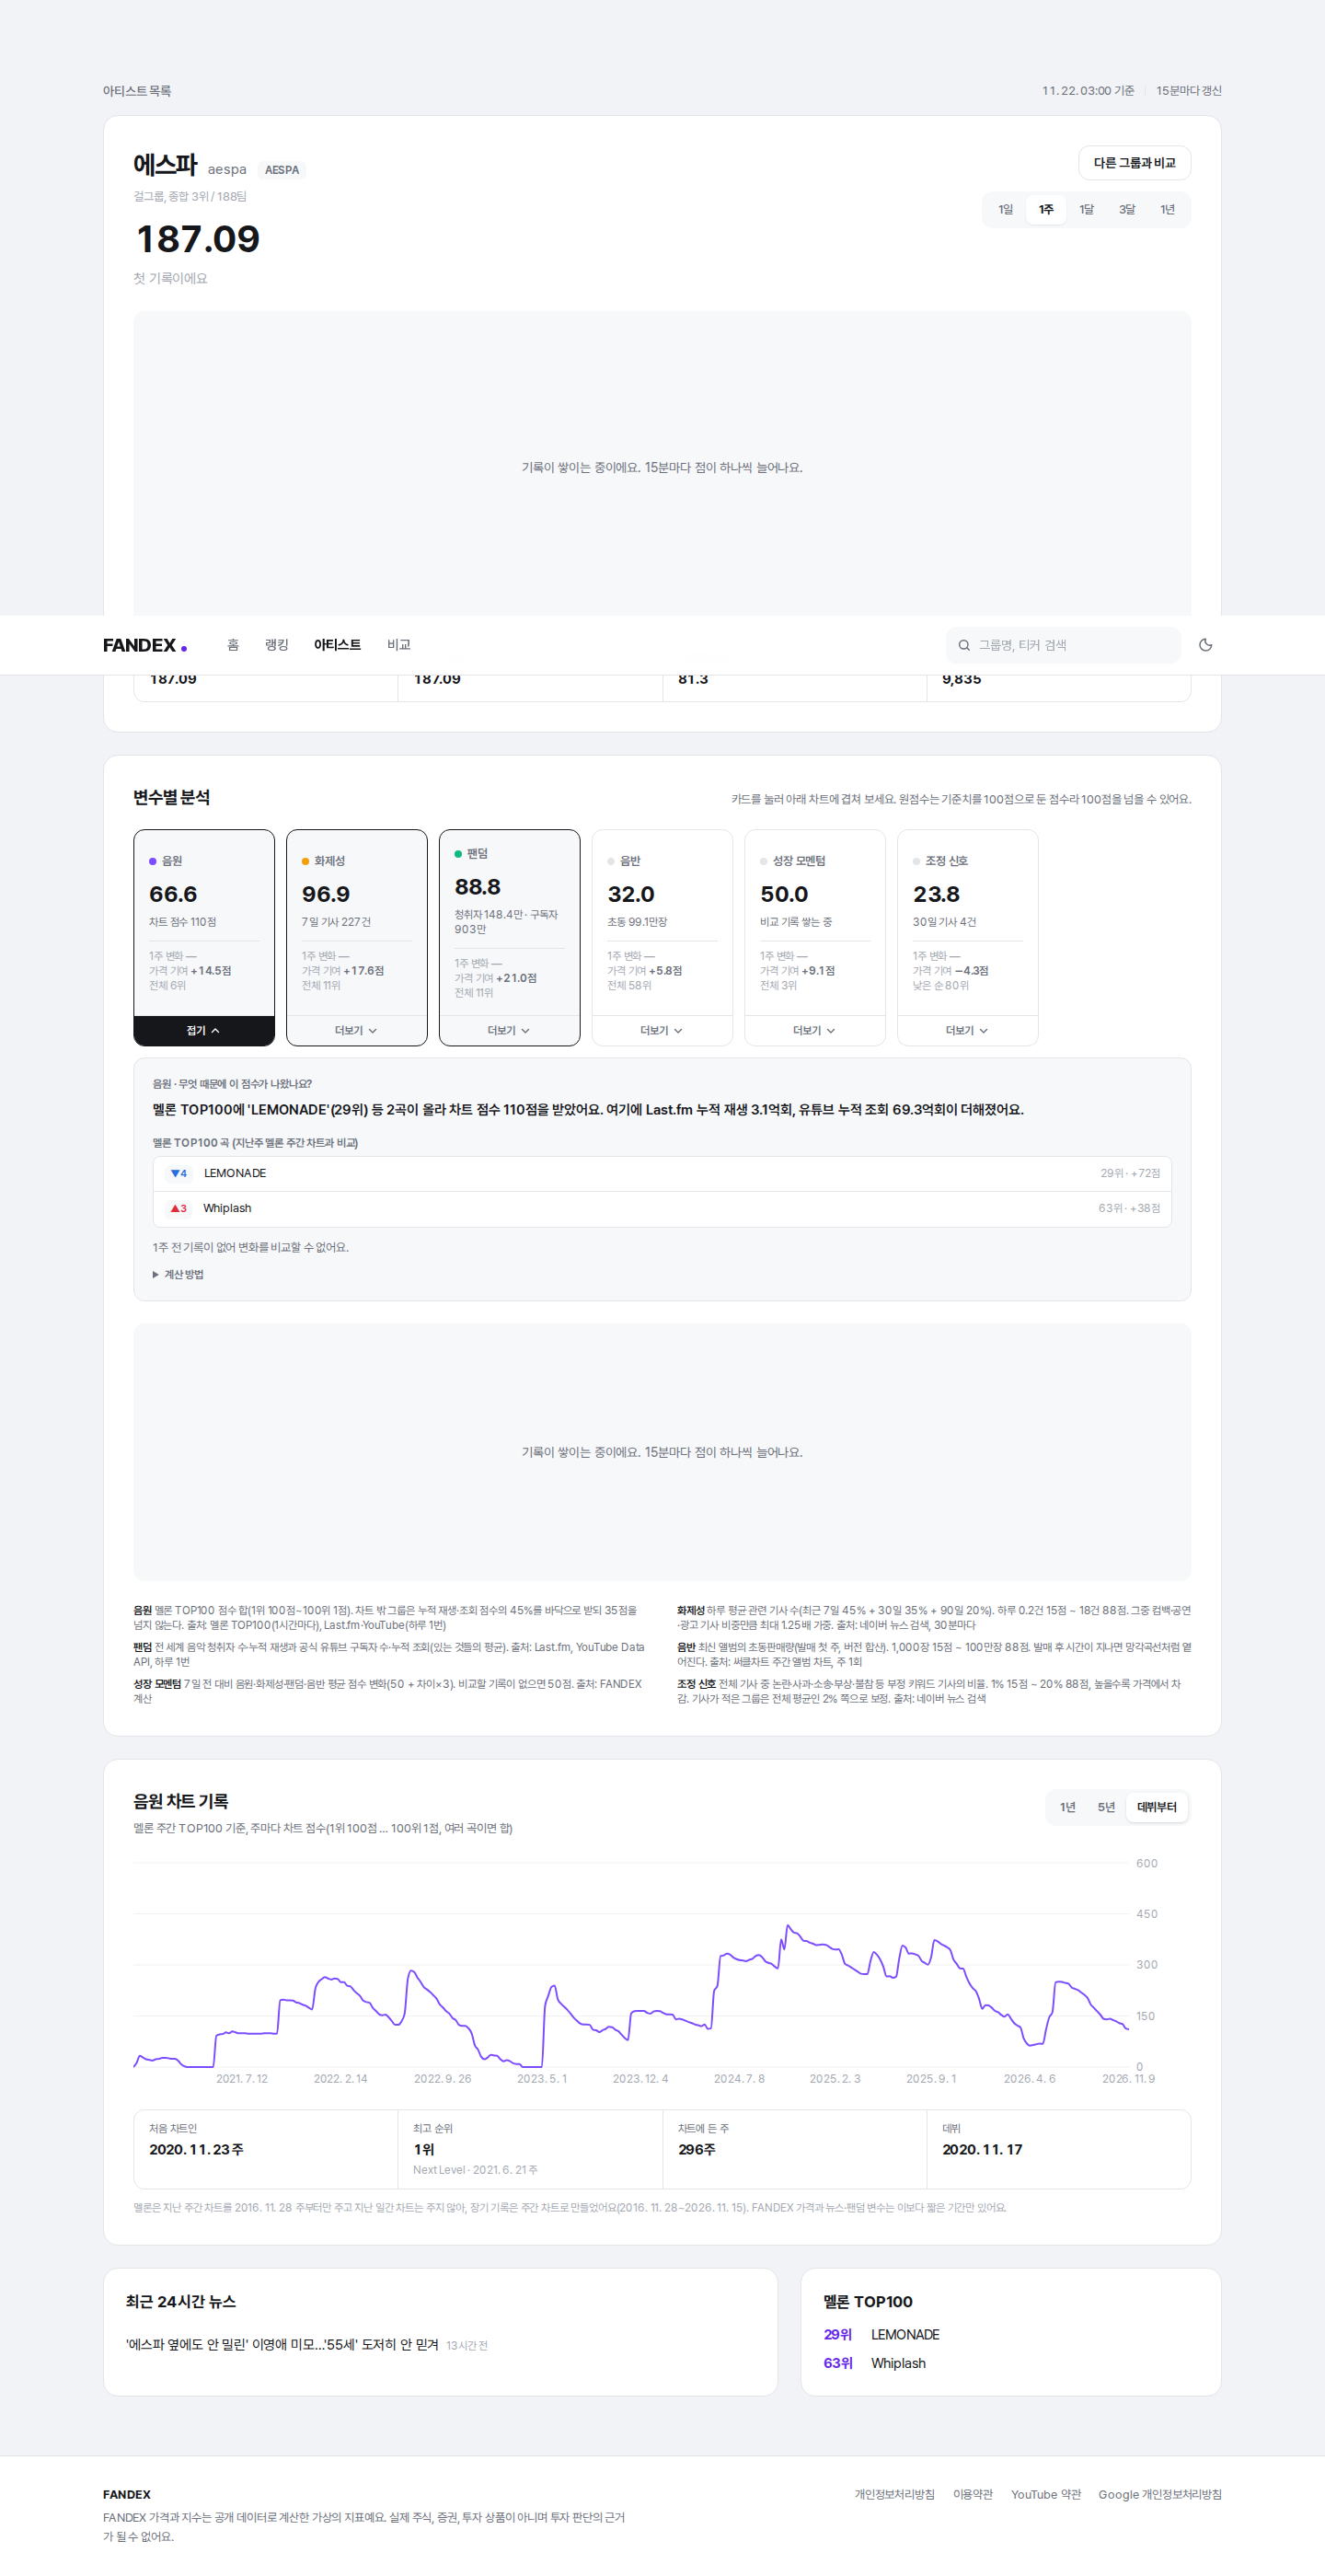 아티스트 목록
11. 22. 03:00 기준
15분마다 갱신
에스파 aespa AESPA
다른 그룹과 비교
걸그룹, 종합 3위 / 188팀
1일 1주 1달 3달 1년
187.09
첫 기록이에요
기록이 쌓이는 중이에요. 15분마다 점이 하나씩 늘어나요.
FANDEX 홈 랭킹 아티스트 비교
그룹명, 티커 검색
187.09 187.09 81.3 9,835
변수별 분석
카드를 눌러 아래 차트에 겹쳐 보세요. 원점수는 기준치를 100점으로 둔 점수라 100점을 넘을 수 있어요.
음원
66.6
차트 점수 110점
1주 변화 —
가격 기여 +14.5점
전체 6위
접기
화제성
96.9
7일 기사 227건
1주 변화 —
가격 기여 +17.6점
전체 11위
더보기
팬덤
88.8
청취자 148.4만 · 구독자
903만
1주 변화 —
가격 기여 +21.0점
전체 11위
더보기
음반
32.0
초동 99.1만장
1주 변화 —
가격 기여 +5.8점
전체 58위
더보기
성장 모멘텀
50.0
비교 기록 쌓는 중
1주 변화 —
가격 기여 +9.1점
전체 3위
더보기
조정 신호
23.8
30일 기사 4건
1주 변화 —
가격 기여 −4.3점
낮은 순 80위
더보기
음원 · 무엇 때문에 이 점수가 나왔나요?
멜론 TOP100에 'LEMONADE'(29위) 등 2곡이 올라 차트 점수 110점을 받았어요. 여기에 Last.fm 누적 재생 3.1억회, 유튜브 누적 조회 69.3억회이 더해졌어요.
멜론 TOP100 곡 (지난주 멜론 주간 차트과 비교)
▼4 LEMONADE 29위 · +72점
▲3 Whiplash 63위 · +38점
1주 전 기록이 없어 변화를 비교할 수 없어요.
▶ 계산 방법
기록이 쌓이는 중이에요. 15분마다 점이 하나씩 늘어나요.
음원 멜론 TOP100 점수 합(1위 100점~100위 1점). 차트 밖 그룹은 누적 재생·조회 점수의 45%를 바닥으로 받되 35점을
넘지 않는다. 출처: 멜론 TOP100(1시간마다), Last.fm·YouTube(하루 1번)
화제성 하루 평균 관련 기사 수(최근 7일 45% + 30일 35% + 90일 20%). 하루 0.2건 15점 ~ 18건 88점. 그중 컴백·공연
·광고 기사 비중만큼 최대 1.25배 가중. 출처: 네이버 뉴스 검색, 30분마다
팬덤 전 세계 음악 청취자 수·누적 재생과 공식 유튜브 구독자 수·누적 조회(있는 것들의 평균). 출처: Last.fm, YouTube Data
API, 하루 1번
음반 최신 앨범의 초동판매량(발매 첫 주, 버전 합산). 1,000장 15점 ~ 100만장 88점. 발매 후 시간이 지나면 망각곡선처럼 옅
어진다. 출처: 써클차트 주간 앨범 차트, 주 1회
성장 모멘텀 7일 전 대비 음원·화제성·팬덤·음반 평균 점수 변화(50 + 차이×3). 비교할 기록이 없으면 50점. 출처: FANDEX
계산
조정 신호 전체 기사 중 논란·사과·소송·부상·불참 등 부정 키워드 기사의 비율. 1% 15점 ~ 20% 88점, 높을수록 가격에서 차
감. 기사가 적은 그룹은 전체 평균인 2% 쪽으로 보정. 출처: 네이버 뉴스 검색
음원 차트 기록
1년 5년 데뷔부터
멜론 주간 TOP100 기준, 주마다 차트 점수(1위 100점 … 100위 1점, 여러 곡이면 합)
600
450
300
150
0
2021. 7. 12 2022. 2. 14 2022. 9. 26 2023. 5. 1 2023. 12. 4 2024. 7. 8 2025. 2. 3 2025. 9. 1 2026. 4. 6 2026. 11. 9
처음 차트인
2020. 11. 23 주
최고 순위
1위
Next Level · 2021. 6. 21 주
차트에 든 주
296주
데뷔
2020. 11. 17
멜론은 지난 주간 차트를 2016. 11. 28 주부터만 주고 지난 일간 차트는 주지 않아, 장기 기록은 주간 차트로 만들었어요(2016. 11. 28~2026. 11. 15). FANDEX 가격과 뉴스·팬덤 변수는 이보다 짧은 기간만 있어요.
최근 24시간 뉴스
'에스파 옆에도 안 밀린' 이영애 미모…'55세' 도저히 안 믿겨 13시간 전
멜론 TOP100
29위 LEMONADE
63위 Whiplash
FANDEX
개인정보처리방침 이용약관 YouTube 약관 Google 개인정보처리방침
FANDEX 가격과 지수는 공개 데이터로 계산한 가상의 지표예요. 실제 주식, 증권, 투자 상품이 아니며 투자 판단의 근거
가 될 수 없어요.